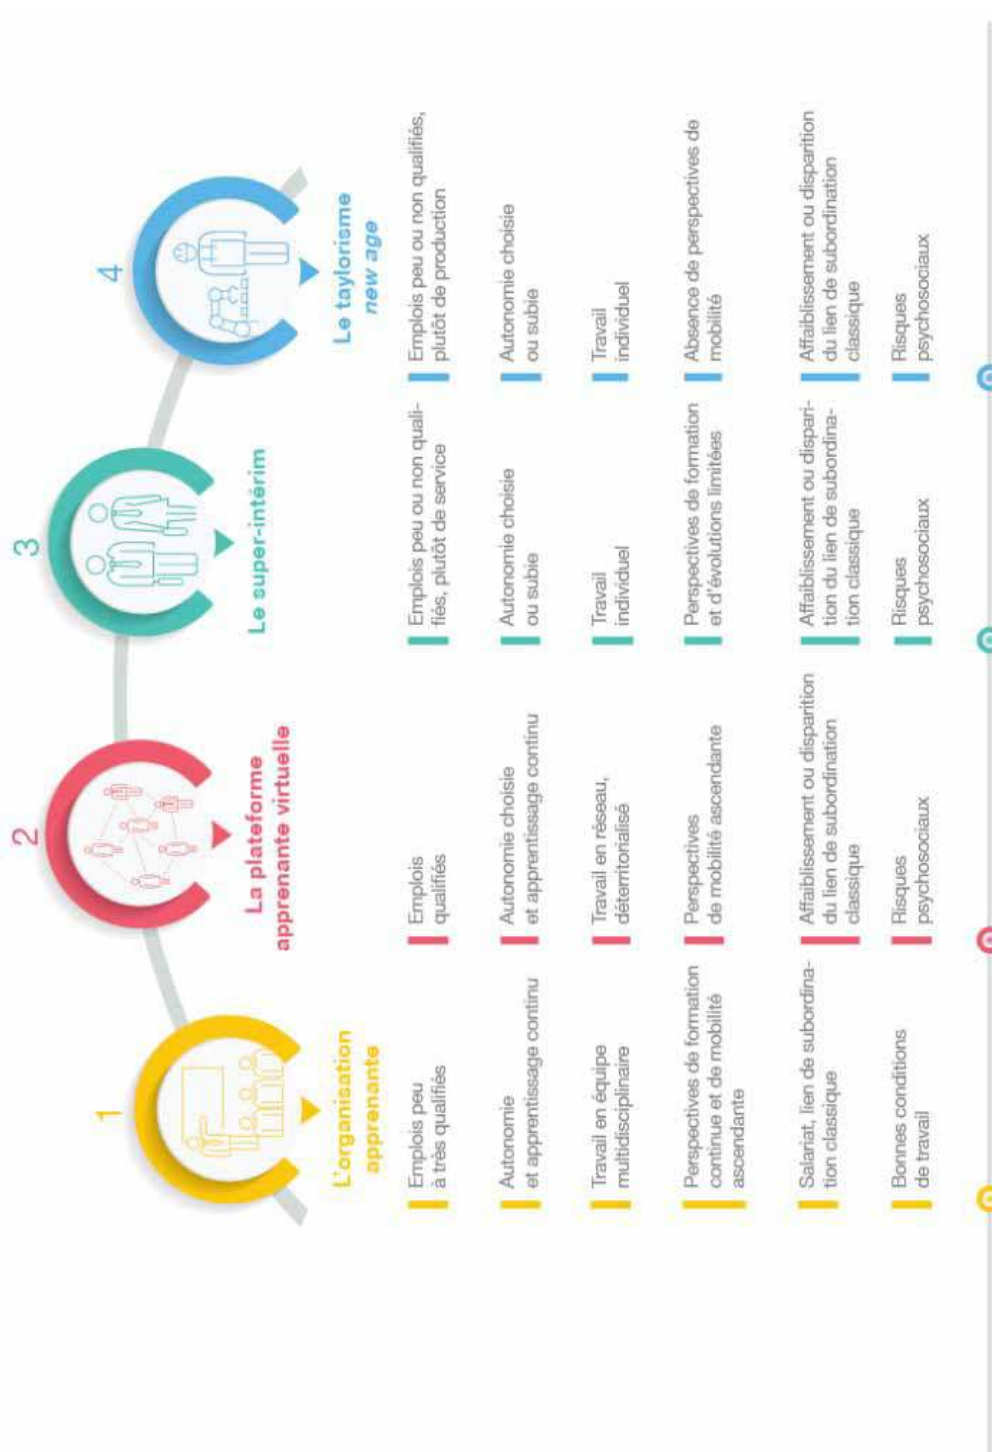 1
L'organisation
apprenante
Emplois peu
à très qualifiés
Autonomie
et apprentissage continu
Travail en équipe
multidisciplinaire
Perspectives de formation
continue et de mobilité
ascendante
Salariat, lien de subordina-
tion classique
Bonnes conditions
de travail
2
La plateforme
apprenante virtuelle
Emplois
qualifiés
Autonomie choisie
et apprentissage continu
Travail en réseau,
déterritorialisé
Perspectives
de mobilité ascendante
Affaiblissement ou disparition
du lien de subordination
classique
Risques
psychosociaux
3
Le super-intérim
Emplois peu ou non quali-
fiés, plutôt de service
Autonomie choisie
ou subie
Travail
individuel
Perspectives de formation
et d'évolutions limitées
Affaiblissement ou dispari-
tion du lien de subordina-
tion classique
Risques
psychosociaux
4
Le taylorisme
new age
Emplois peu ou non qualifiés,
plutôt de production
Autonomie choisie
ou subie
Travail
individuel
Absence de perspectives de
mobilité
Affaiblissement ou disparition
du lien de subordination
classique
Risques
psychosociaux